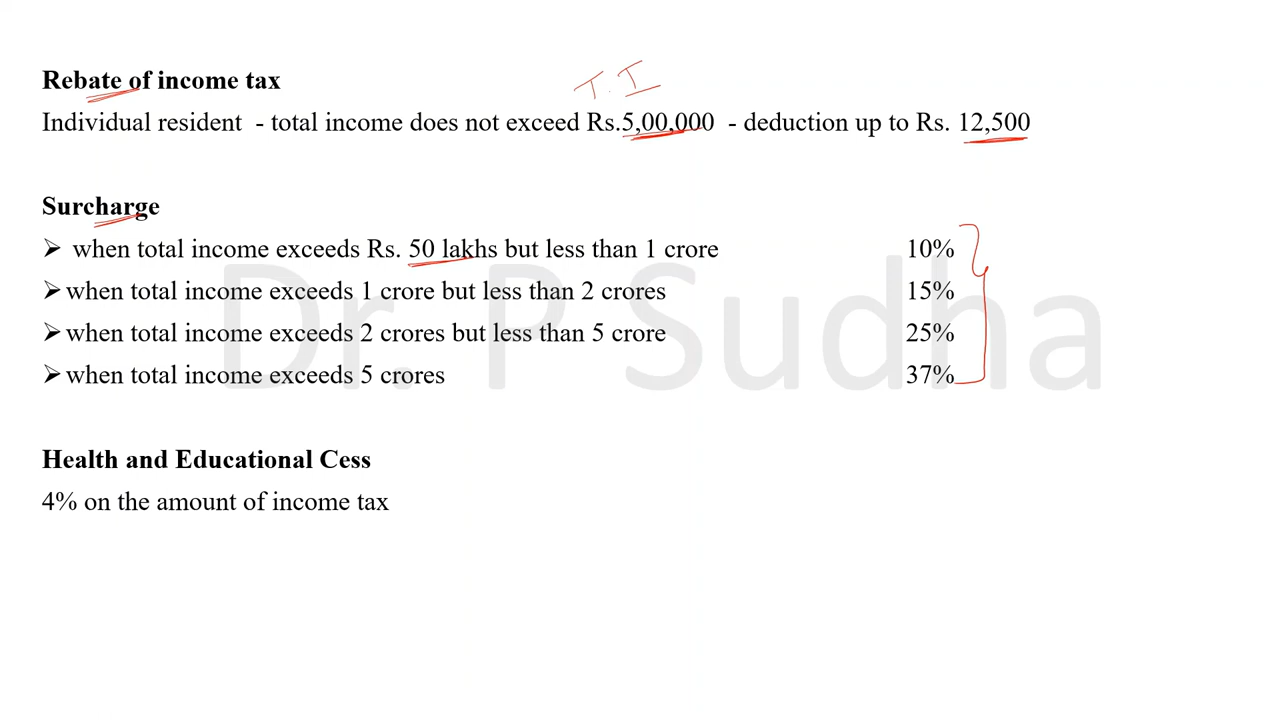 Rebate of income tax
T. I
Individual resident - total income does not exceed Rs.5,00,000 - deduction up to Rs. 12,500
Surcharge
➢ when total income exceeds Rs. 50 lakhs but less than 1 crore 10%
➢ when total income exceeds 1 crore but less than 2 crores 15%
➢ when total income exceeds 2 crores but less than 5 crore 25%
➢ when total income exceeds 5 crores 37%
Dr. P Sudha
Health and Educational Cess
4% on the amount of income tax